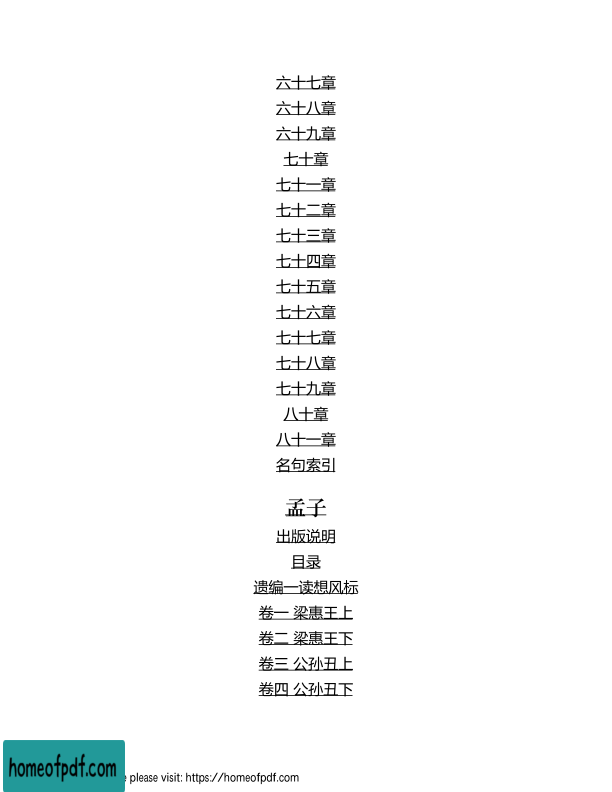 六十七章
六十八章
六十九章
七十章
七十一章
七十二章
七十三章
七十四章
七十五章
七十六章
七十七章
七十八章
七十九章
八十章
八十一章
名句索引
孟子
出版说明
目录
遗编一读想风标
卷一 梁惠王上
卷二 梁惠王下
卷三 公孙丑上
卷四 公孙丑下
homeofpdf.com
please visit: https://homeofpdf.com